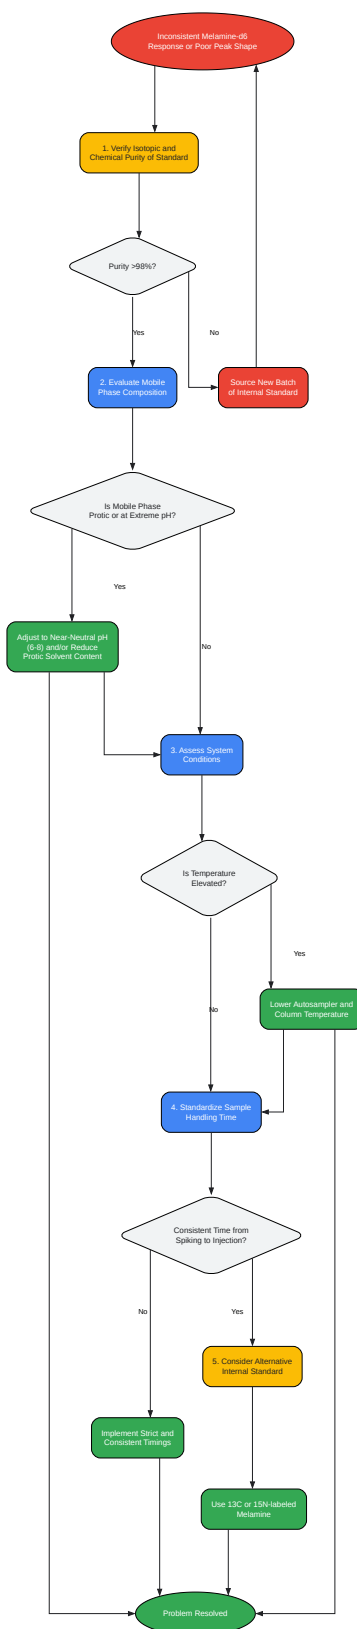 Inconsistent Melamine-d6
Response or Poor Peak Shape
1. Verify Isotopic and
Chemical Purity of Standard
Purity >98%?
Yes
No
2. Evaluate Mobile
Phase Composition
Source New Batch
of Internal Standard
Is Mobile Phase
Protic or at Extreme pH?
Yes
Adjust to Near-Neutral pH
(6-8) and/or Reduce
Protic Solvent Content
No
3. Assess System
Conditions
Is Temperature
Elevated?
Yes
Lower Autosampler and
Column Temperature
No
4. Standardize Sample
Handling Time
Consistent Time from
Spiking to Injection?
No
Yes
5. Consider Alternative
Internal Standard
Implement Strict and
Consistent Timings
Use 13C or 15N-labeled
Melamine
Problem Resolved